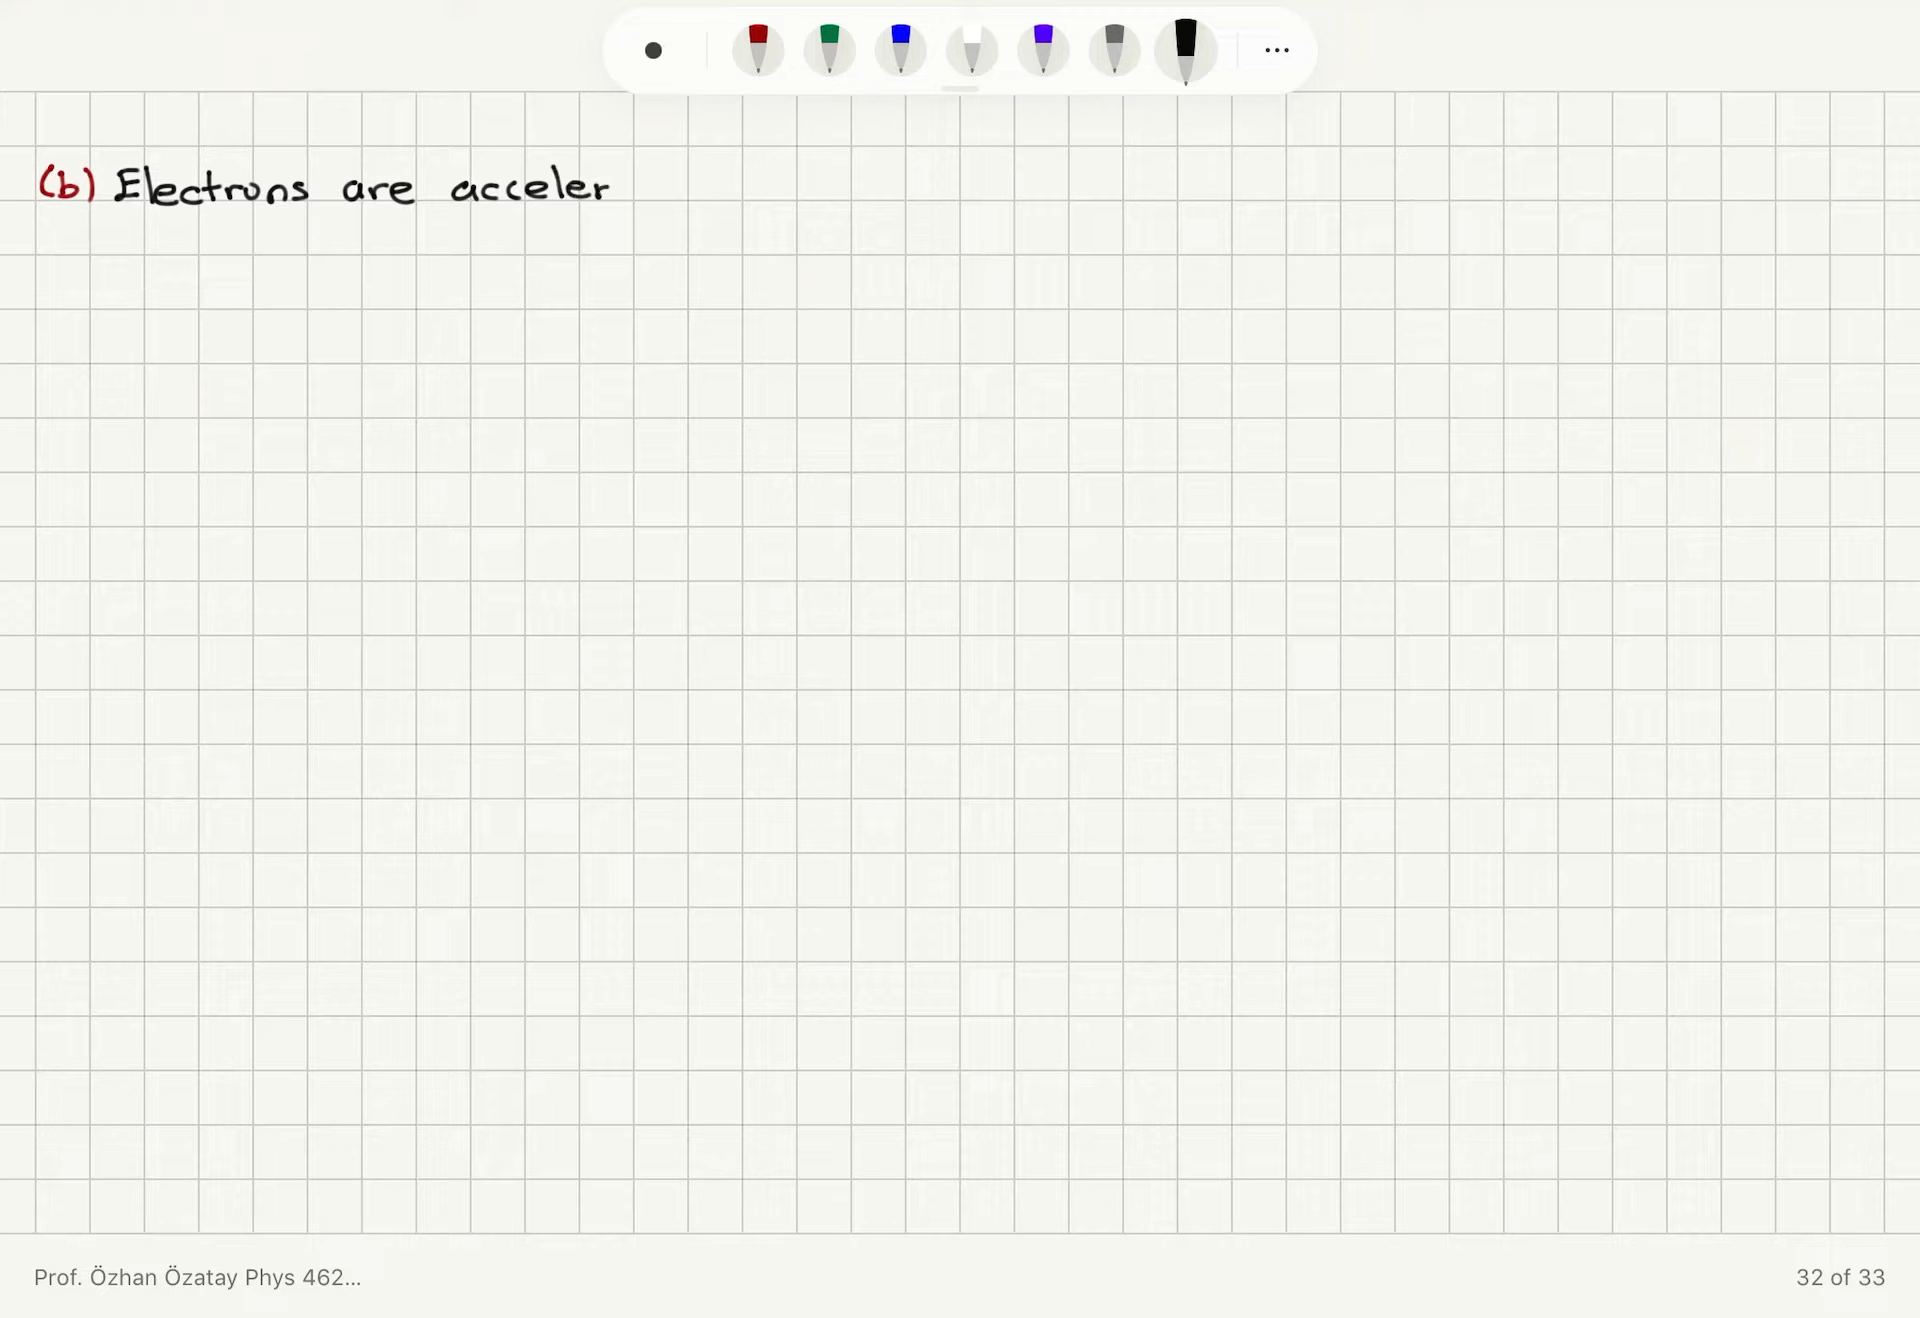 (b) Electrons are acceler
Prof. Özhan Özatay Phys 462...
32 of 33